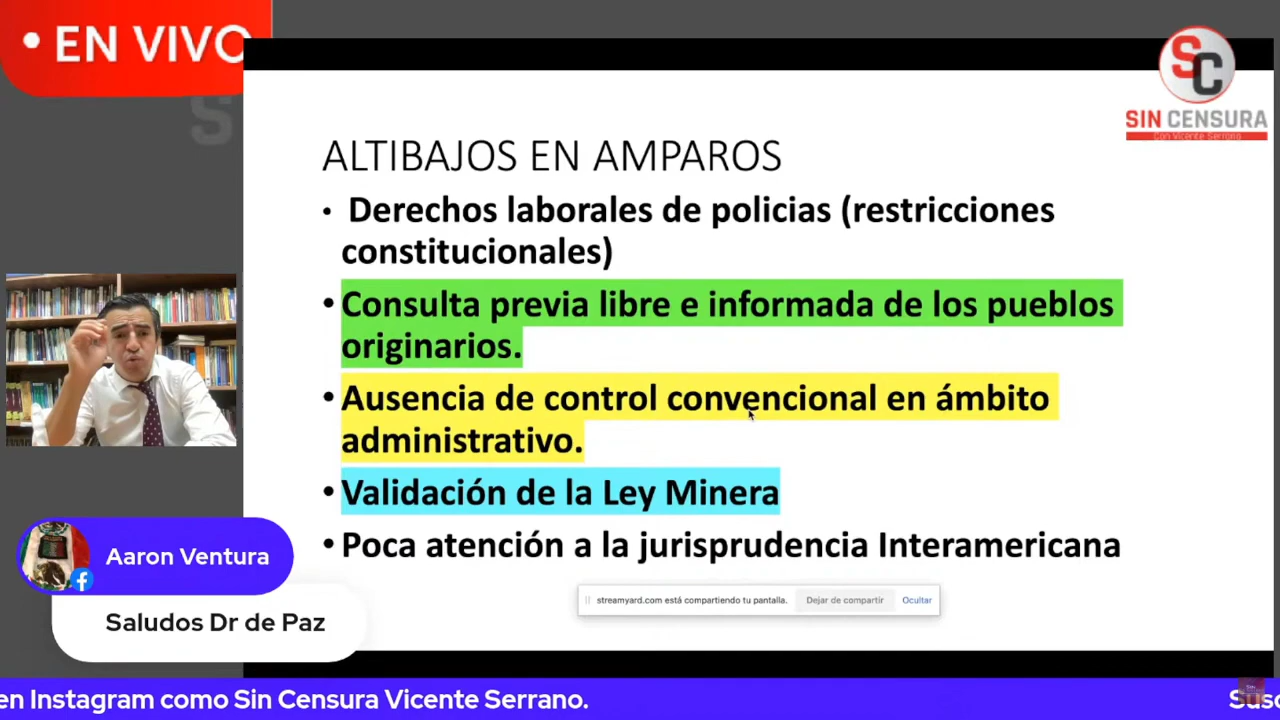 • EN VIVO
SC
SIN CENSURA
Con Vicente Serrano
ALTIBAJOS EN AMPAROS
• Derechos laborales de policias (restricciones
constitucionales)
• Consulta previa libre e informada de los pueblos
originarios.
• Ausencia de control convencional en ámbito
administrativo.
• Validación de la Ley Minera
• Poca atención a la jurisprudencia Interamericana
Aaron Ventura
Saludos Dr de Paz
streamyard.com está compartiendo tu pantalla.
Dejar de compartir
Ocultar
en Instagram como Sin Censura Vicente Serrano.